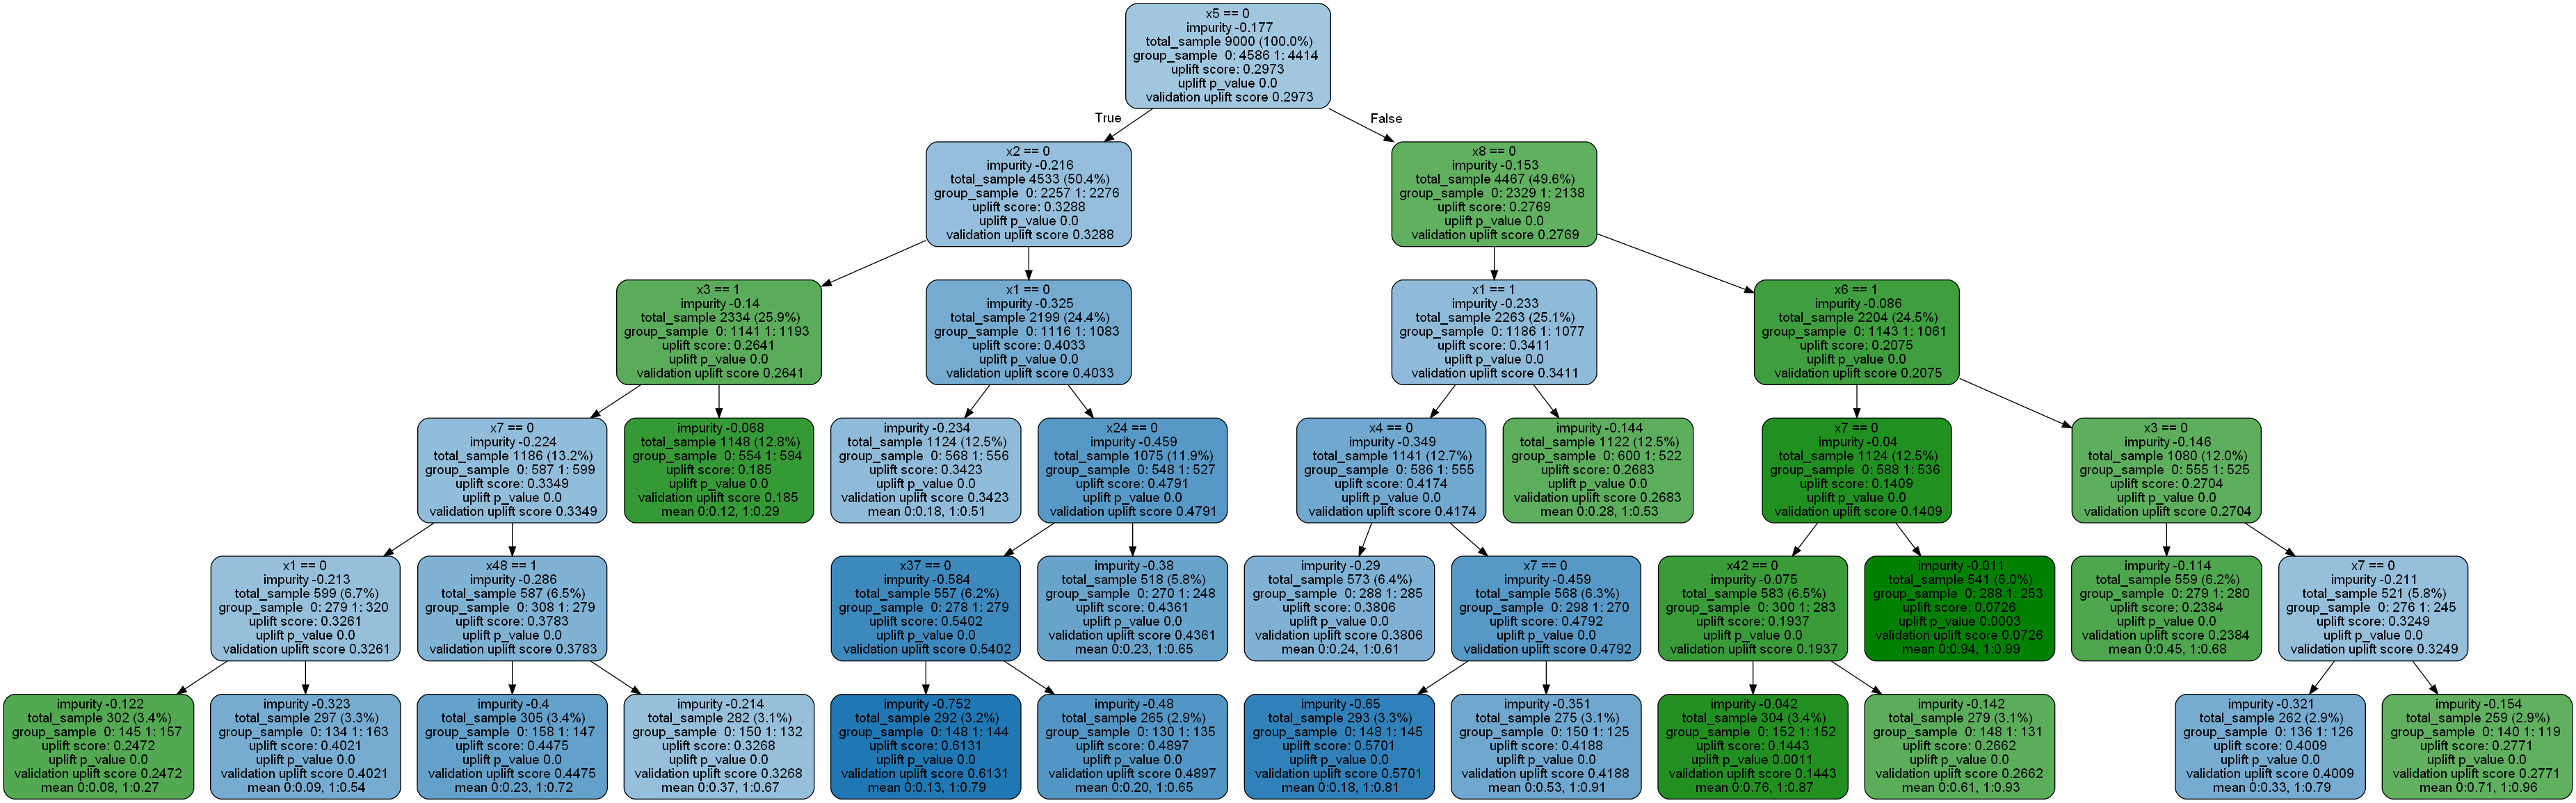 x5 == 0
impurity -0.177
total_sample 9000 (100.0%)
group_sample 0: 4586 1: 4414
uplift score: 0.2973
uplift p_value 0.0
validation uplift score 0.2973
True
False
x2 == 0
impurity -0.216
total_sample 4533 (50.4%)
group_sample 0: 2257 1: 2276
uplift score: 0.3288
uplift p_value 0.0
validation uplift score 0.3288
x8 == 0
impurity -0.153
total_sample 4467 (49.6%)
group_sample 0: 2329 1: 2138
uplift score: 0.2769
uplift p_value 0.0
validation uplift score 0.2769
x3 == 1
impurity -0.14
total_sample 2334 (25.9%)
group_sample 0: 1141 1: 1193
uplift score: 0.2641
uplift p_value 0.0
validation uplift score 0.2641
x1 == 0
impurity -0.325
total_sample 2199 (24.4%)
group_sample 0: 1116 1: 1083
uplift score: 0.4033
uplift p_value 0.0
validation uplift score 0.4033
x1 == 1
impurity -0.233
total_sample 2263 (25.1%)
group_sample 0: 1186 1: 1077
uplift score: 0.3411
uplift p_value 0.0
validation uplift score 0.3411
x6 == 1
impurity -0.086
total_sample 2204 (24.5%)
group_sample 0: 1143 1: 1061
uplift score: 0.2075
uplift p_value 0.0
validation uplift score 0.2075
x7 == 0
impurity -0.224
total_sample 1186 (13.2%)
group_sample 0: 587 1: 599
uplift score: 0.3349
uplift p_value 0.0
validation uplift score 0.3349
impurity -0.068
total_sample 1148 (12.8%)
group_sample 0: 554 1: 594
uplift score: 0.185
uplift p_value 0.0
validation uplift score 0.185
mean 0:0.12, 1:0.29
impurity -0.234
total_sample 1124 (12.5%)
group_sample 0: 568 1: 556
uplift score: 0.3423
uplift p_value 0.0
validation uplift score 0.3423
mean 0:0.18, 1:0.51
x24 == 0
impurity -0.459
total_sample 1075 (11.9%)
group_sample 0: 548 1: 527
uplift score: 0.4791
uplift p_value 0.0
validation uplift score 0.4791
x4 == 0
impurity -0.349
total_sample 1141 (12.7%)
group_sample 0: 586 1: 555
uplift score: 0.4174
uplift p_value 0.0
validation uplift score 0.4174
impurity -0.144
total_sample 1122 (12.5%)
group_sample 0: 600 1: 522
uplift score: 0.2683
uplift p_value 0.0
validation uplift score 0.2683
mean 0:0.28, 1:0.53
x7 == 0
impurity -0.04
total_sample 1124 (12.5%)
group_sample 0: 588 1: 536
uplift score: 0.1409
uplift p_value 0.0
validation uplift score 0.1409
x3 == 0
impurity -0.146
total_sample 1080 (12.0%)
group_sample 0: 555 1: 525
uplift score: 0.2704
uplift p_value 0.0
validation uplift score 0.2704
x1 == 0
impurity -0.213
total_sample 599 (6.7%)
group_sample 0: 279 1: 320
uplift score: 0.3261
uplift p_value 0.0
validation uplift score 0.3261
x48 == 1
impurity -0.286
total_sample 587 (6.5%)
group_sample 0: 308 1: 279
uplift score: 0.3783
uplift p_value 0.0
validation uplift score 0.3783
x37 == 0
impurity -0.584
total_sample 557 (6.2%)
group_sample 0: 278 1: 279
uplift score: 0.5402
uplift p_value 0.0
validation uplift score 0.5402
impurity -0.38
total_sample 518 (5.8%)
group_sample 0: 270 1: 248
uplift score: 0.4361
uplift p_value 0.0
validation uplift score 0.4361
mean 0:0.23, 1:0.65
impurity -0.29
total_sample 573 (6.4%)
group_sample 0: 288 1: 285
uplift score: 0.3806
uplift p_value 0.0
validation uplift score 0.3806
mean 0:0.24, 1:0.61
x7 == 0
impurity -0.459
total_sample 568 (6.3%)
group_sample 0: 298 1: 270
uplift score: 0.4792
uplift p_value 0.0
validation uplift score 0.4792
x42 == 0
impurity -0.075
total_sample 583 (6.5%)
group_sample 0: 300 1: 283
uplift score: 0.1937
uplift p_value 0.0
validation uplift score 0.1937
impurity -0.011
total_sample 541 (6.0%)
group_sample 0: 288 1: 253
uplift score: 0.0726
uplift p_value 0.0003
validation uplift score 0.0726
mean 0:0.94, 1:0.99
impurity -0.114
total_sample 559 (6.2%)
group_sample 0: 279 1: 280
uplift score: 0.2384
uplift p_value 0.0
validation uplift score 0.2384
mean 0:0.45, 1:0.68
x7 == 0
impurity -0.211
total_sample 521 (5.8%)
group_sample 0: 276 1: 245
uplift score: 0.3249
uplift p_value 0.0
validation uplift score 0.3249
impurity -0.122
total_sample 302 (3.4%)
group_sample 0: 145 1: 157
uplift score: 0.2472
uplift p_value 0.0
validation uplift score 0.2472
mean 0:0.08, 1:0.27
impurity -0.323
total_sample 297 (3.3%)
group_sample 0: 134 1: 163
uplift score: 0.4021
uplift p_value 0.0
validation uplift score 0.4021
mean 0:0.09, 1:0.54
impurity -0.4
total_sample 305 (3.4%)
group_sample 0: 158 1: 147
uplift score: 0.4475
uplift p_value 0.0
validation uplift score 0.4475
mean 0:0.23, 1:0.72
impurity -0.214
total_sample 282 (3.1%)
group_sample 0: 150 1: 132
uplift score: 0.3268
uplift p_value 0.0
validation uplift score 0.3268
mean 0:0.37, 1:0.67
impurity -0.752
total_sample 292 (3.2%)
group_sample 0: 148 1: 144
uplift score: 0.6131
uplift p_value 0.0
validation uplift score 0.6131
mean 0:0.13, 1:0.79
impurity -0.48
total_sample 265 (2.9%)
group_sample 0: 130 1: 135
uplift score: 0.4897
uplift p_value 0.0
validation uplift score 0.4897
mean 0:0.20, 1:0.65
impurity -0.65
total_sample 293 (3.3%)
group_sample 0: 148 1: 145
uplift score: 0.5701
uplift p_value 0.0
validation uplift score 0.5701
mean 0:0.18, 1:0.81
impurity -0.351
total_sample 275 (3.1%)
group_sample 0: 150 1: 125
uplift score: 0.4188
uplift p_value 0.0
validation uplift score 0.4188
mean 0:0.53, 1:0.91
impurity -0.042
total_sample 304 (3.4%)
group_sample 0: 152 1: 152
uplift score: 0.1443
uplift p_value 0.0011
validation uplift score 0.1443
mean 0:0.76, 1:0.87
impurity -0.142
total_sample 279 (3.1%)
group_sample 0: 148 1: 131
uplift score: 0.2662
uplift p_value 0.0
validation uplift score 0.2662
mean 0:0.61, 1:0.93
impurity -0.321
total_sample 262 (2.9%)
group_sample 0: 136 1: 126
uplift score: 0.4009
uplift p_value 0.0
validation uplift score 0.4009
mean 0:0.33, 1:0.79
impurity -0.154
total_sample 259 (2.9%)
group_sample 0: 140 1: 119
uplift score: 0.2771
uplift p_value 0.0
validation uplift score 0.2771
mean 0:0.71, 1:0.96